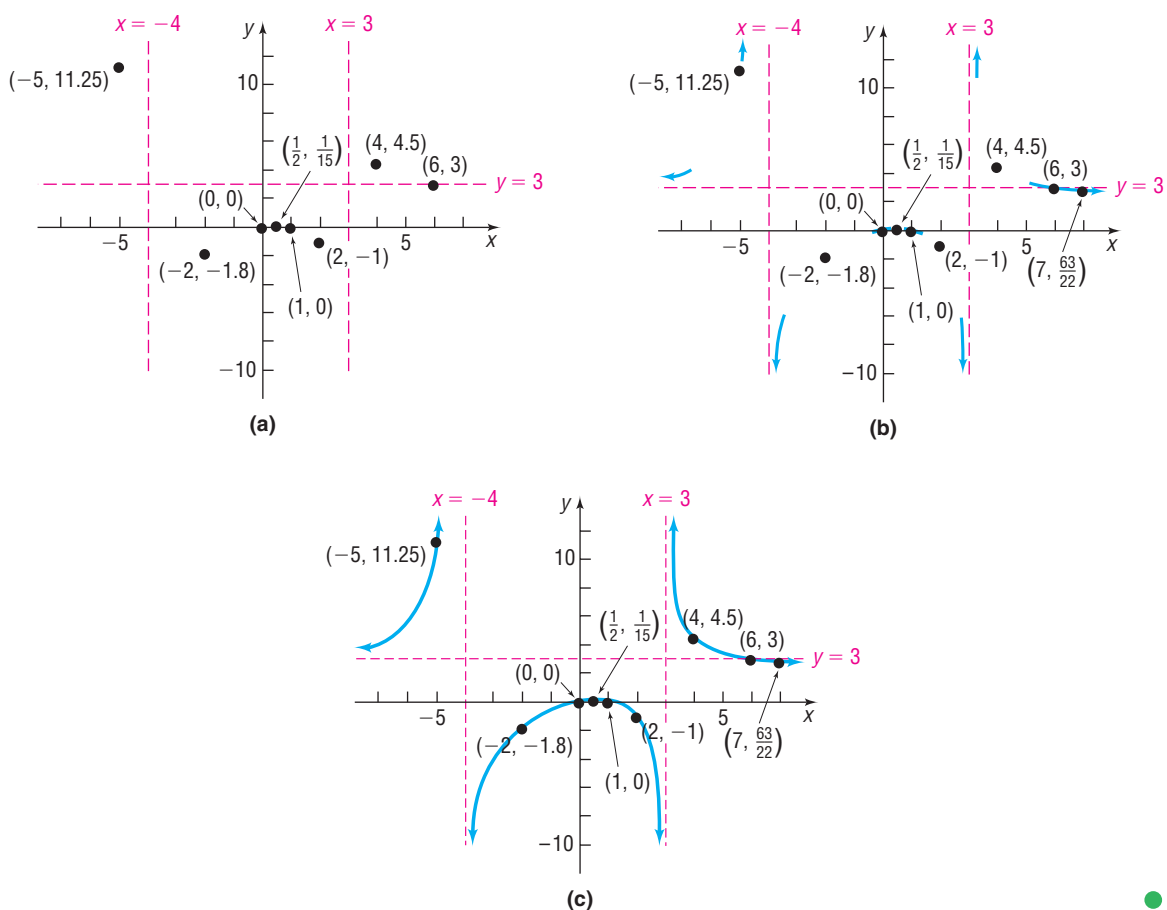 x = −4
x = 3
y
(−5, 11.25)
10
(1/2, 1/15)
(4, 4.5)
(6, 3)
y = 3
(0, 0)
−5
5
x
(−2, −1.8)
(2, −1)
(1, 0)
−10
(a)
x = −4
x = 3
y
(−5, 11.25)
10
(1/2, 1/15)
(4, 4.5)
(6, 3)
y = 3
(0, 0)
−5
5
x
(−2, −1.8)
(2, −1)
(7, 63/22)
(1, 0)
−10
(b)
x = −4
x = 3
y
(−5, 11.25)
10
(1/2, 1/15)
(4, 4.5)
(6, 3)
y = 3
(0, 0)
−5
5
x
(−2, −1.8)
(2, −1)
(7, 63/22)
(1, 0)
−10
(c)